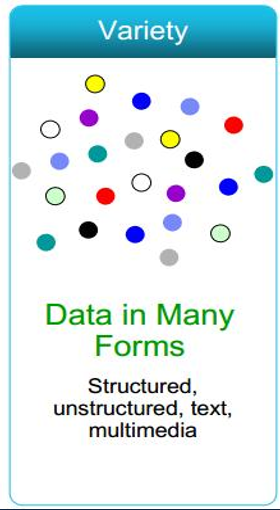 Variety
Data in Many
Forms
Structured,
unstructured, text,
multimedia